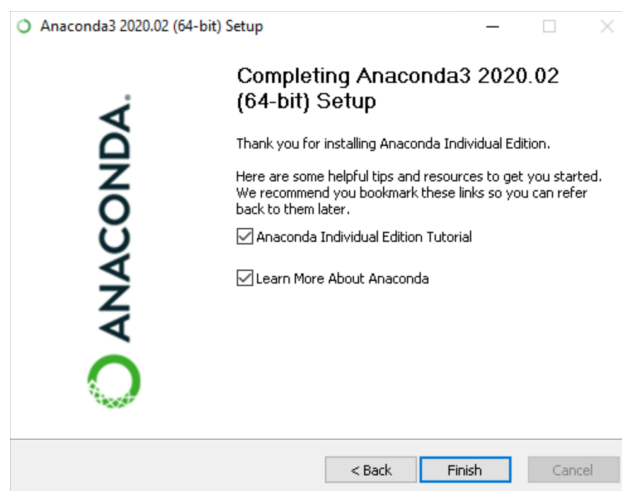 Anaconda3 2020.02 (64-bit) Setup
Completing Anaconda3 2020.02
(64-bit) Setup
Thank you for installing Anaconda Individual Edition.
Here are some helpful tips and resources to get you started.
We recommend you bookmark these links so you can refer
back to them later.
Anaconda Individual Edition Tutorial
Learn More About Anaconda
ANACONDA.
< Back
Finish
Cancel